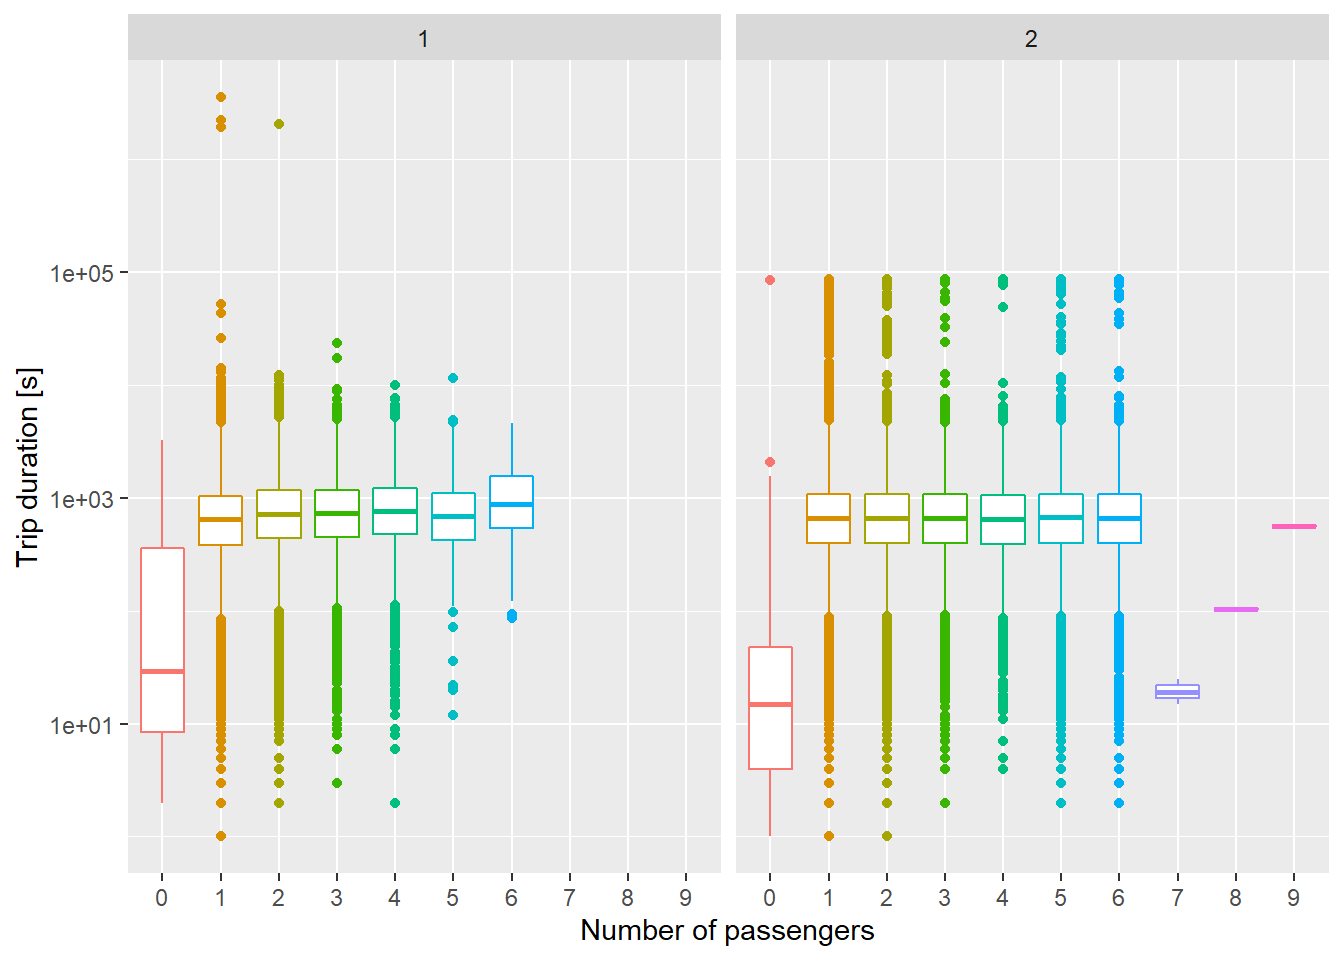 1 2
Trip duration [s]
1e+05
1e+03
1e+01
0 1 2 3 4 5 6 7 8 9 0 1 2 3 4 5 6 7 8 9
Number of passengers